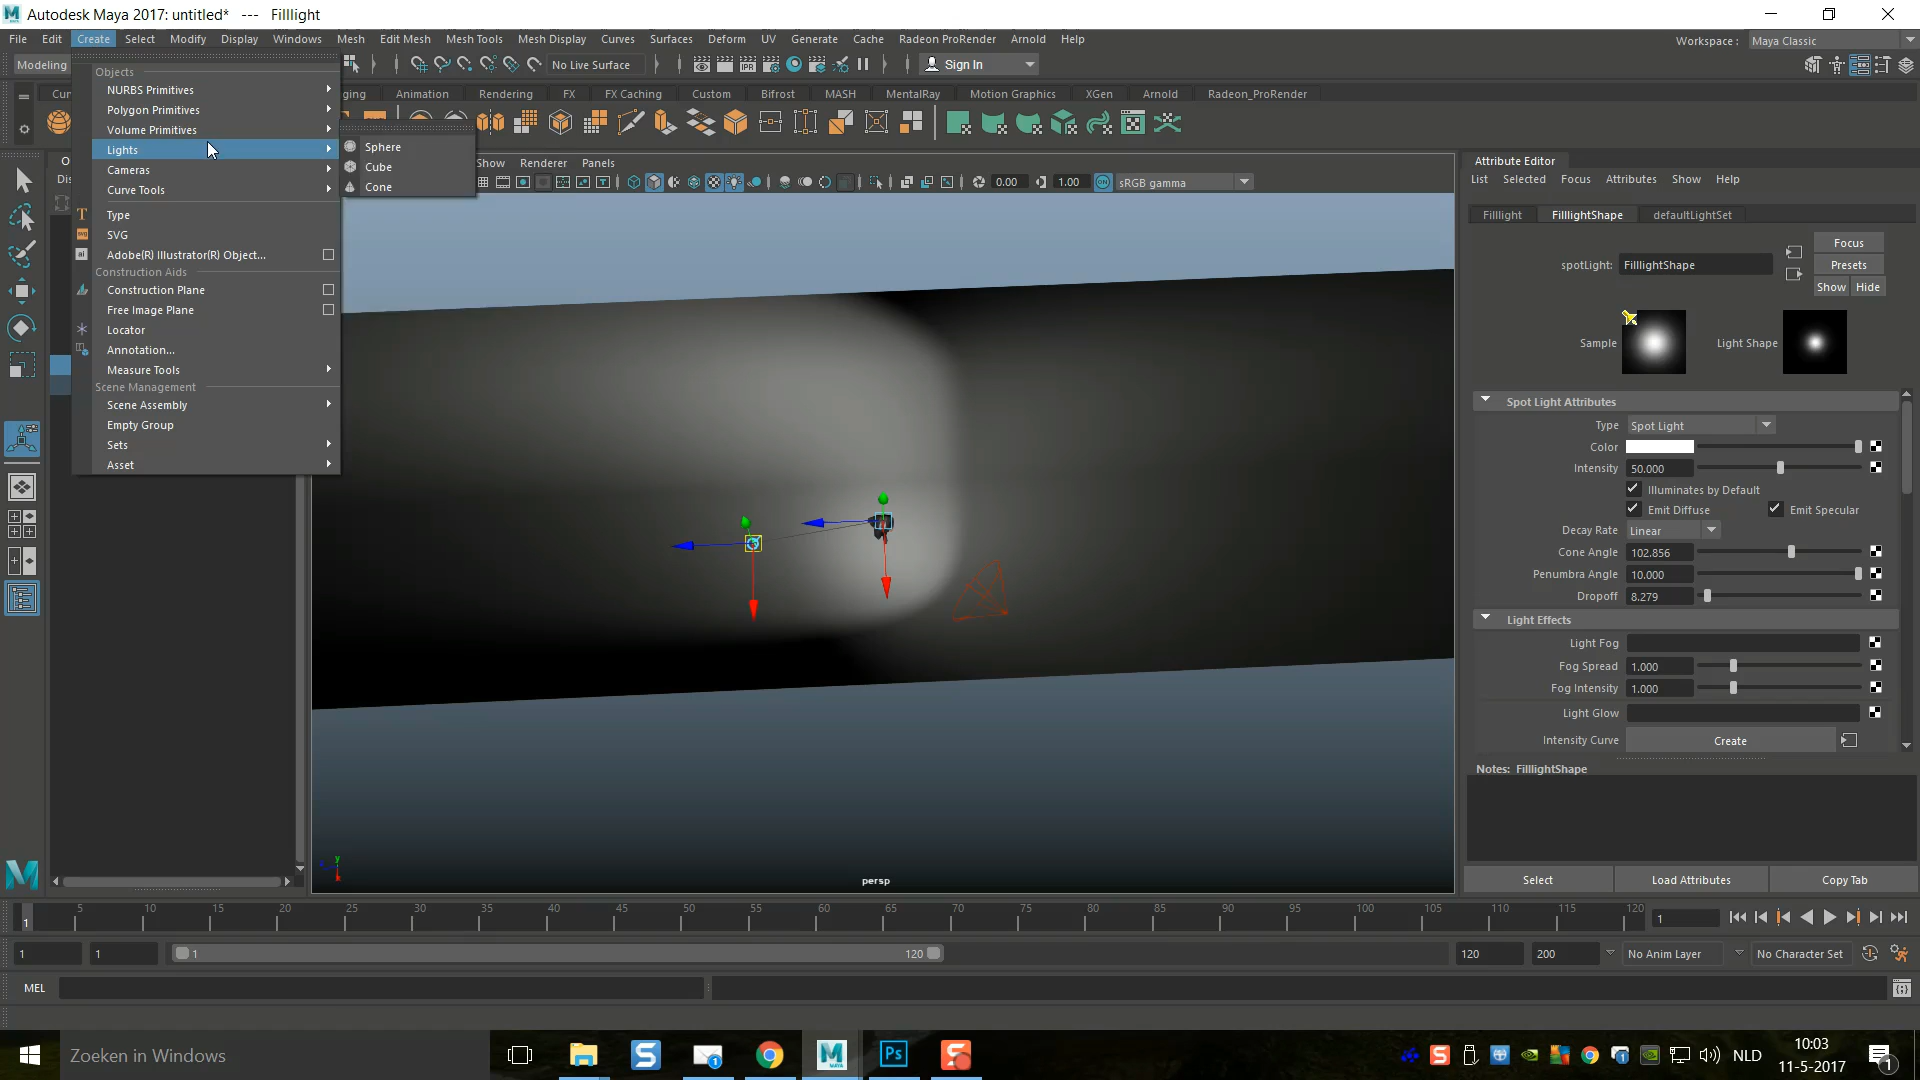 Autodesk Maya 2017: untitled*   ---   Filllight
File Edit Create Select Modify Display Windows Mesh Edit Mesh Mesh Tools Mesh Display Curves Surfaces Deform UV Generate Cache Radeon ProRender Arnold Help
Workspace : Maya Classic
Modeling
No Live Surface
Sign In
Animation Rendering FX FX Caching Custom Bifrost MASH MentalRay Motion Graphics XGen Arnold Radeon_ProRender
Objects
NURBS Primitives
Polygon Primitives
Volume Primitives
Lights
Cameras
Curve Tools
Type
SVG
Adobe(R) Illustrator(R) Object...
Construction Aids
Construction Plane
Free Image Plane
Locator
Annotation...
Measure Tools
Scene Management
Scene Assembly
Empty Group
Sets
Asset
Sphere
Cube
Cone
Show Renderer Panels
0.00 1.00 ON sRGB gamma
persp
Attribute Editor
List Selected Focus Attributes Show Help
Filllight FilllightShape defaultLightSet
spotLight: FilllightShape
Focus
Presets
Show Hide
Sample Light Shape
Spot Light Attributes
Type Spot Light
Color
Intensity 50.000
Illuminates by Default
Emit Diffuse Emit Specular
Decay Rate Linear
Cone Angle 102.856
Penumbra Angle 10.000
Dropoff 8.279
Light Effects
Light Fog
Fog Spread 1.000
Fog Intensity 1.000
Light Glow
Intensity Curve Create
Notes: FilllightShape
Select Load Attributes Copy Tab
1 5 10 15 20 25 30 35 40 45 50 55 60 65 70 75 80 85 90 95 100 105 110 115 120 1
1 1 1 120 120 200 No Anim Layer No Character Set
MEL
Zoeken in Windows
NLD
10:03
11-5-2017
1